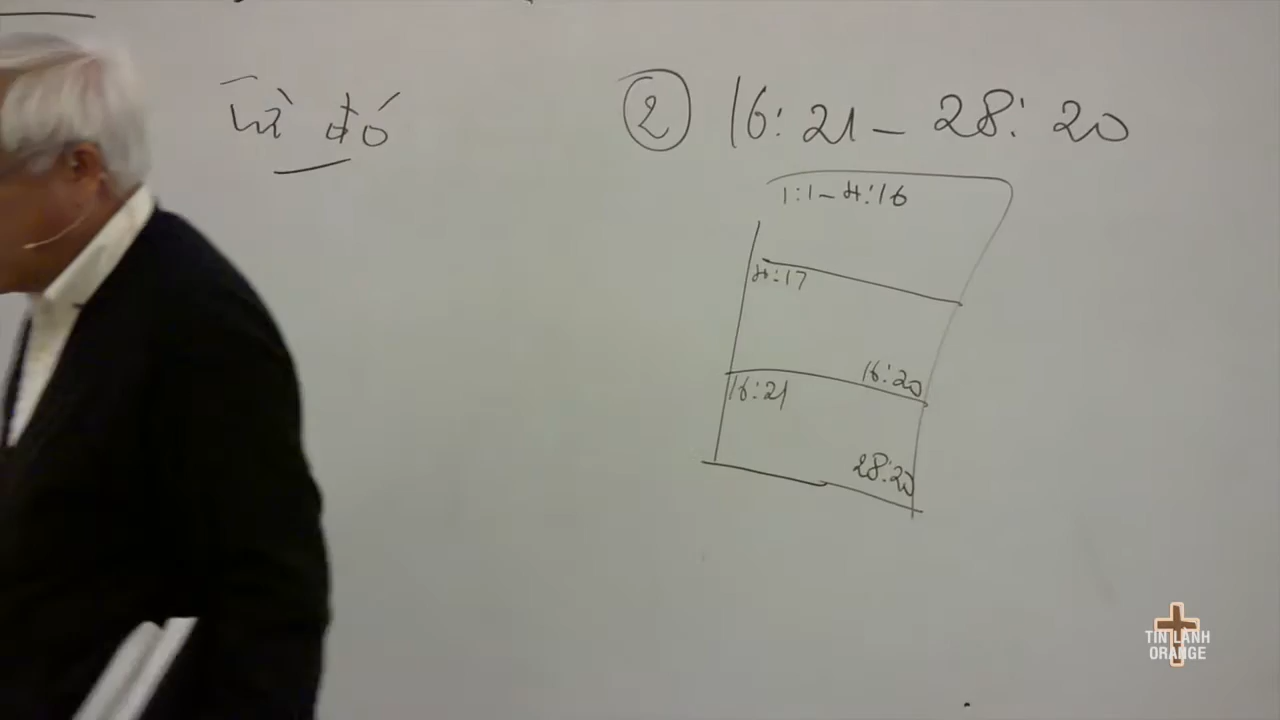 Từ đó
② 16:21 – 28:20
1:1 – 4:16
4:17
16:20
16:21
28:20
TIN LANH
ORANGE